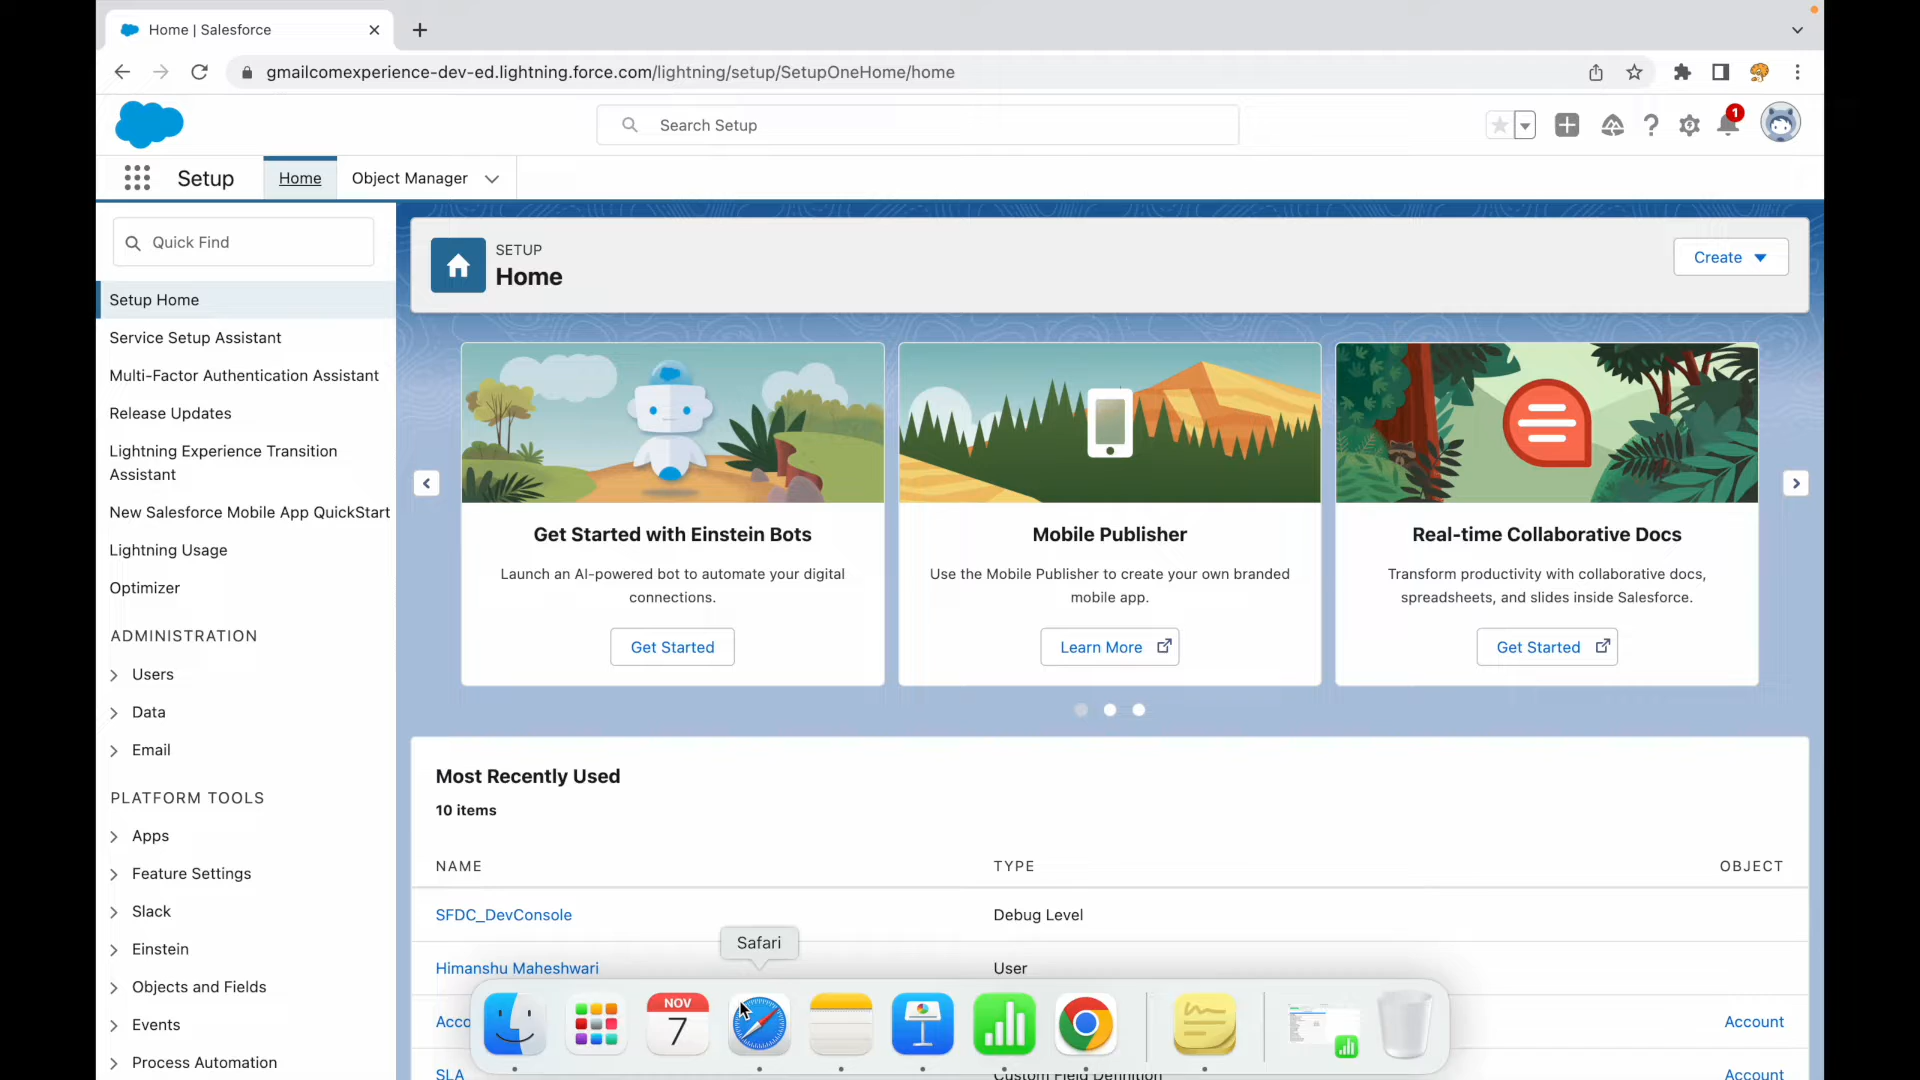 Home | Salesforce
gmailcomexperience-dev-ed.lightning.force.com/lightning/setup/SetupOneHome/home
Search Setup
1
Setup
Home
Object Manager
Quick Find
Setup Home
Service Setup Assistant
Multi-Factor Authentication Assistant
Release Updates
Lightning Experience Transition
Assistant
New Salesforce Mobile App QuickStart
Lightning Usage
Optimizer
ADMINISTRATION
Users
Data
Email
PLATFORM TOOLS
Apps
Feature Settings
Slack
Einstein
Objects and Fields
Events
Process Automation
SETUP
Home
Create
Get Started with Einstein Bots
Launch an AI-powered bot to automate your digital
connections.
Get Started
Mobile Publisher
Use the Mobile Publisher to create your own branded
mobile app.
Learn More
Real-time Collaborative Docs
Transform productivity with collaborative docs,
spreadsheets, and slides inside Salesforce.
Get Started
Most Recently Used
10 items
NAME TYPE OBJECT
SFDC_DevConsole Debug Level
Safari
Himanshu Maheshwari User
Acco Account
SLA Custom Field Definition Account
NOV
7